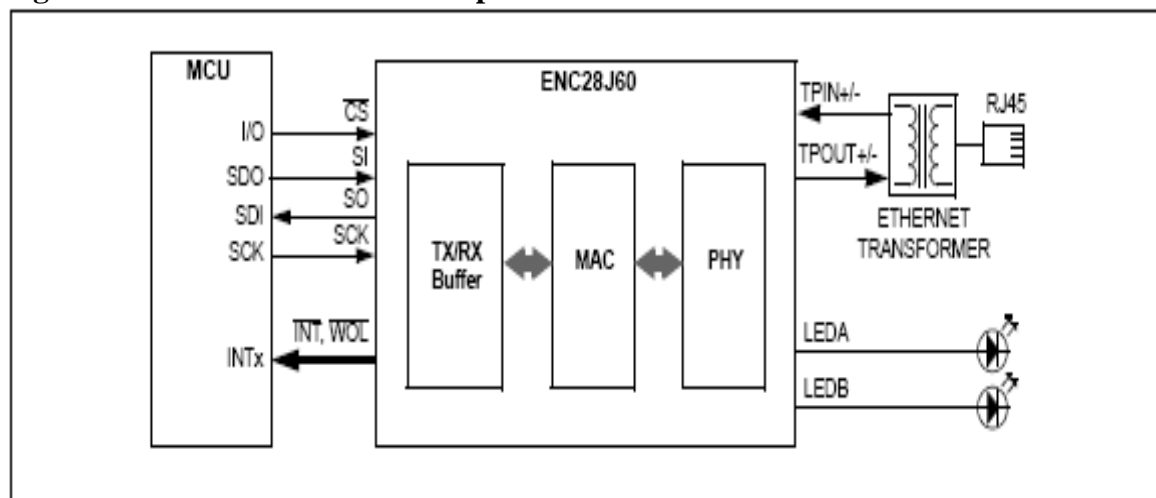 MCU
I/O
SDO
SDI
SCK
INTx
CS
SI
SO
SCK
INT, WOL
ENC28J60
TX/RX
Buffer
MAC
PHY
TPIN+/-
TPOUT+/-
RJ45
ETHERNET
TRANSFORMER
LEDA
LEDB